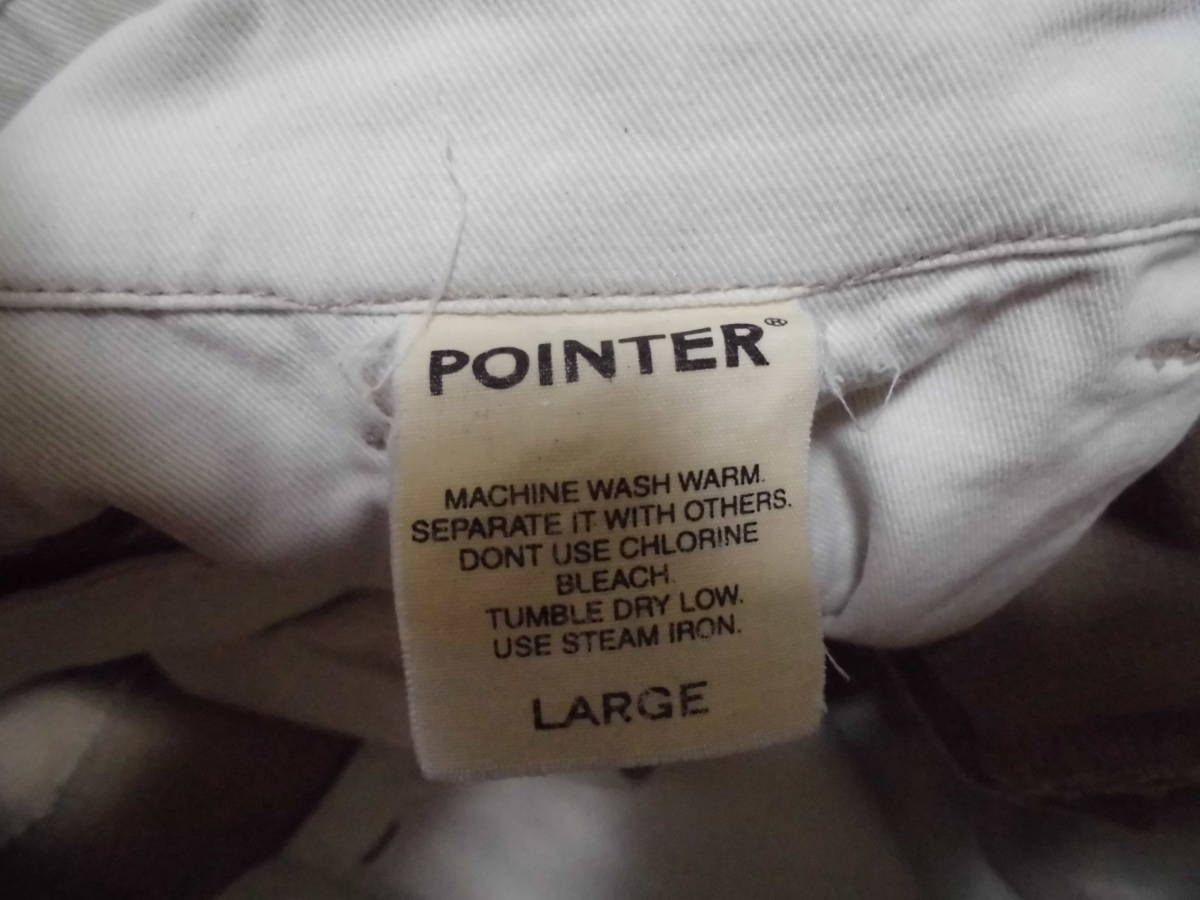 POINTER®
MACHINE WASH WARM.
SEPARATE IT WITH OTHERS.
DONT USE CHLORINE
BLEACH.
TUMBLE DRY LOW.
USE STEAM IRON.
LARGE